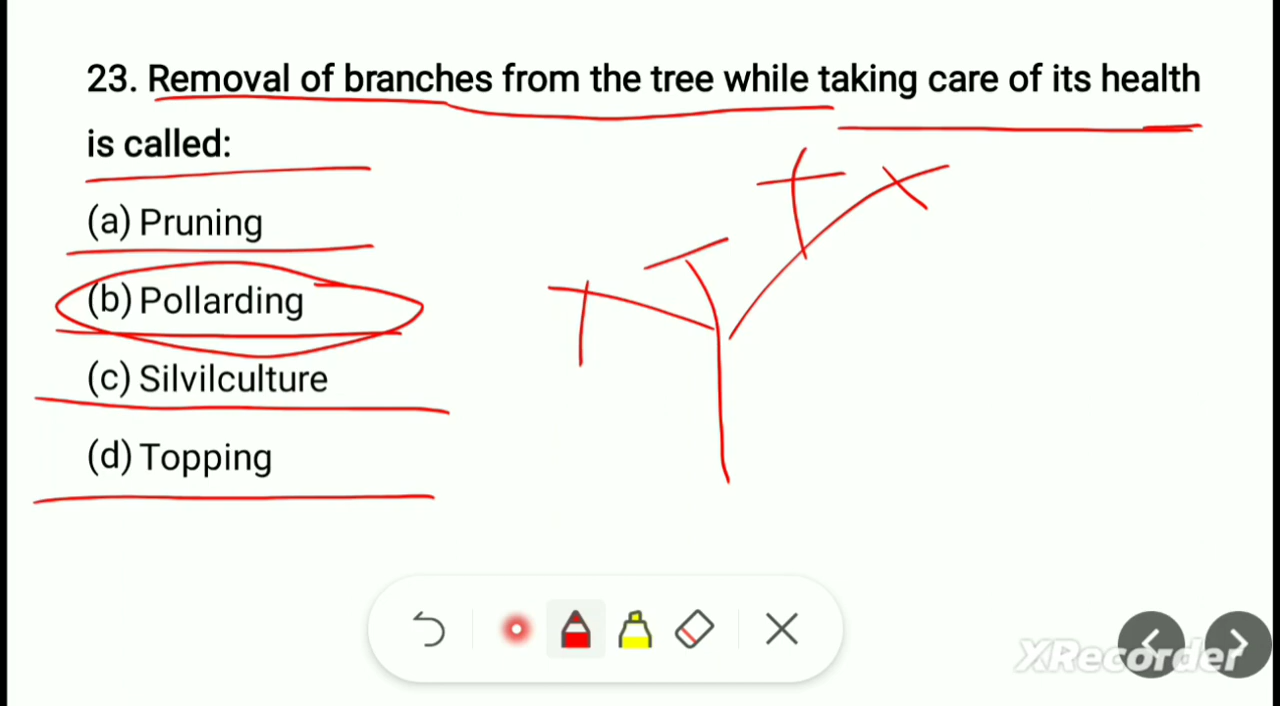 23. Removal of branches from the tree while taking care of its health
is called:
(a) Pruning
(b) Pollarding
(c) Silvilculture
(d) Topping
XRecorder